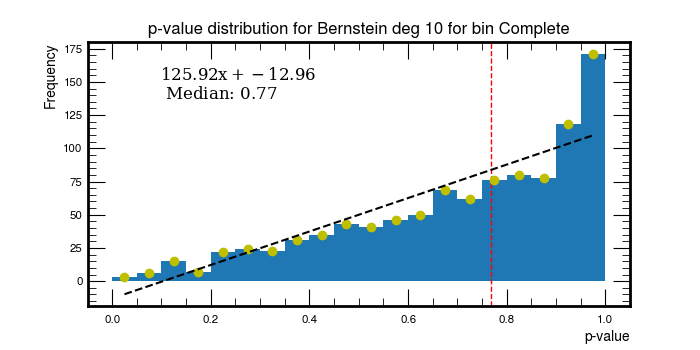 p-value distribution for Bernstein deg 10 for bin Complete
Frequency
175
150
125
100
75
50
25
0
125.92x + −12.96
Median: 0.77
0.0 0.2 0.4 0.6 0.8 1.0
p-value